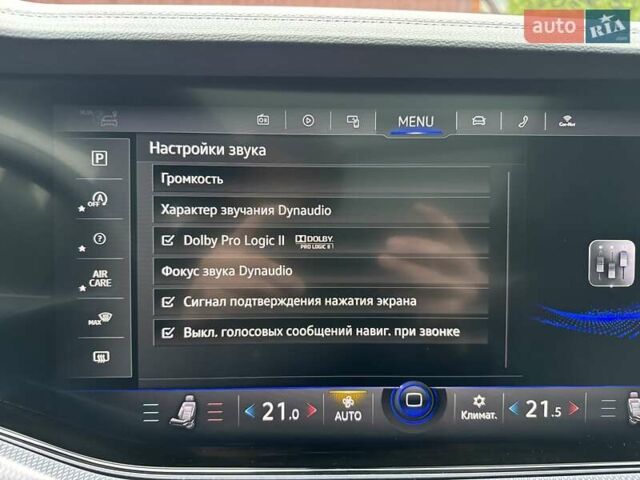 auto RIA
.com
MENU
Car-Net
Настройки звука
P
Громкость
A
OFF
Характер звучания Dynaudio
Dolby Pro Logic II DOLBY
PRO LOGIC II
?
Фокус звука Dynaudio
AIR
CARE
Сигнал подтверждения нажатия экрана
MAX
Выкл. голосовых сообщений навиг. при звонке
21.0
AUTO
Климат.
21.5